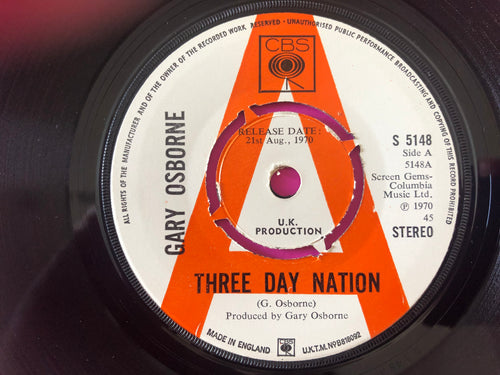 ALL RIGHTS OF THE MANUFACTURER AND OF THE OWNER OF THE RECORDED WORK RESERVED · UNAUTHORISED PUBLIC PERFORMANCE BROADCASTING AND COPYING OF THIS RECORD PROHIBITED
CBS
GARY OSBORNE
RELEASE DATE:
21st Aug., 1970
S 5148
Side A
5148A
Screen Gems-
Columbia
Music Ltd.
℗ 1970
45
STEREO
U.K.
PRODUCTION
THREE DAY NATION
(G. Osborne)
Produced by Gary Osborne
MADE IN ENGLAND
CBS
U.K.T.M.NºB818092